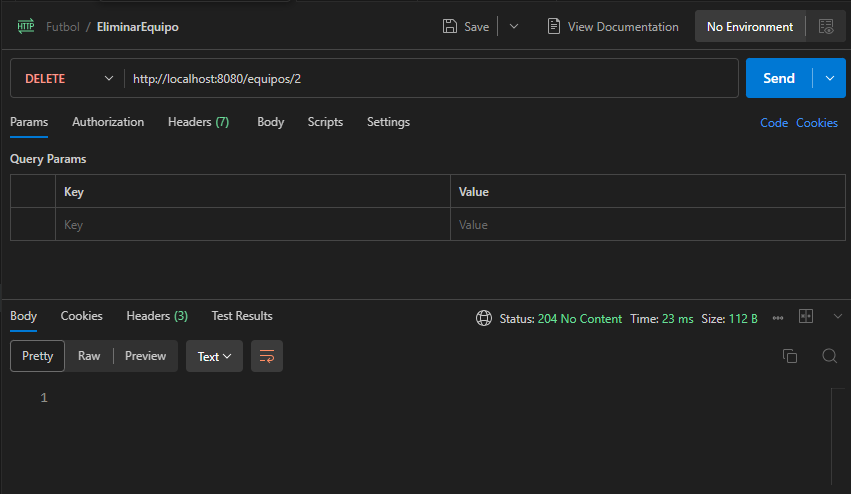 HTTP Futbol / EliminarEquipo Save View Documentation No Environment
DELETE http://localhost:8080/equipos/2 Send
Params Authorization Headers (7) Body Scripts Settings Code Cookies
Query Params
Key Value
Key Value
Body Cookies Headers (3) Test Results Status: 204 No Content Time: 23 ms Size: 112 B
Pretty Raw Preview Text
1